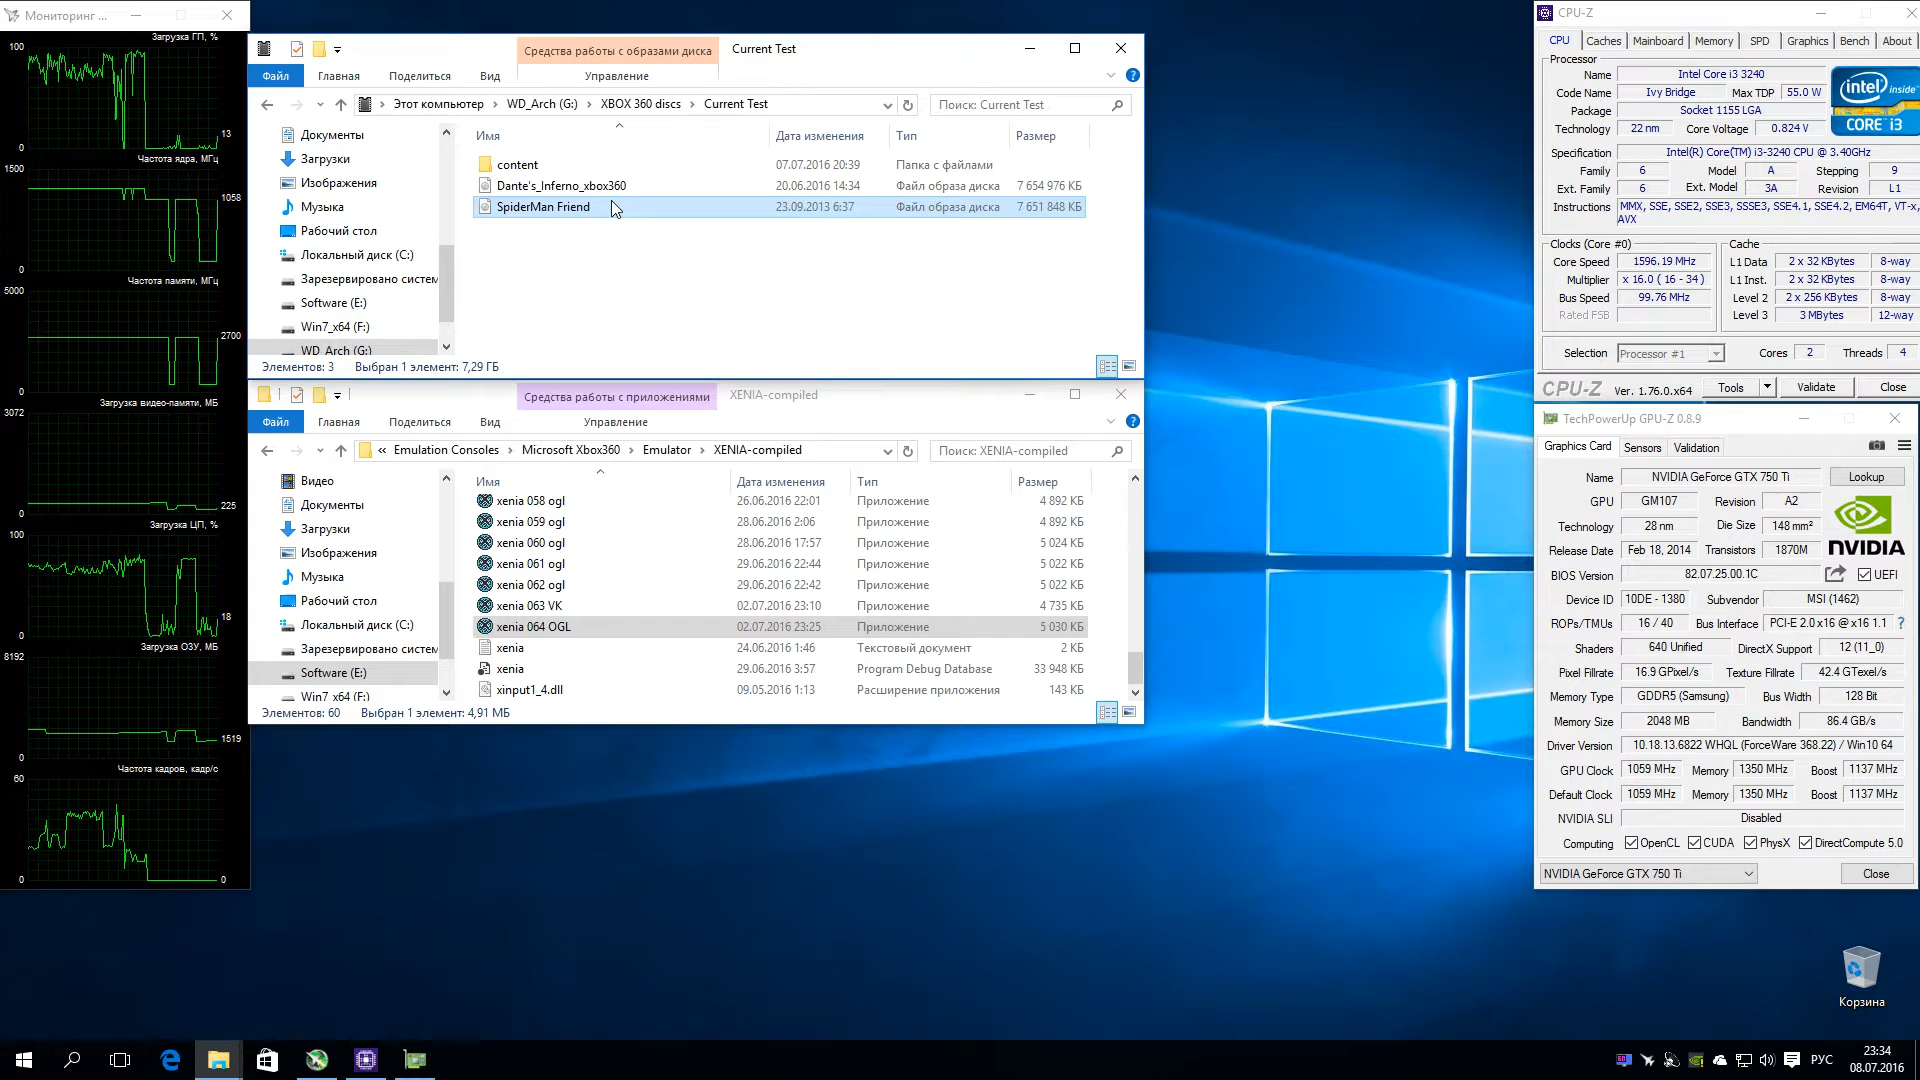 Мониторинг ...
Загрузка ГП, %
100
13
0
Частота ядра, МГц
1500
1058
0
Частота памяти, МГц
5000
2700
0
Загрузка видео-памяти, МБ
3072
225
0
Загрузка ЦП, %
100
18
0
Загрузка ОЗУ, МБ
8192
1519
0
Частота кадров, кадр/с
60
0
0
Средства работы с образами диска
Current Test
Файл Главная Поделиться Вид Управление
Этот компьютер WD_Arch (G:) XBOX 360 discs Current Test
Поиск: Current Test
Документы
Загрузки
Изображения
Музыка
Рабочий стол
Локальный диск (C:)
Зарезервировано систем
Software (E:)
Win7_x64 (F:)
WD_Arch (G:)
Имя Дата изменения Тип Размер
content 07.07.2016 20:39 Папка с файлами
Dante's_Inferno_xbox360 20.06.2016 14:34 Файл образа диска 7 654 976 КБ
SpiderMan Friend 23.09.2013 6:37 Файл образа диска 7 651 848 КБ
Элементов: 3 Выбран 1 элемент: 7,29 ГБ
Средства работы с приложениями
XENIA-compiled
Файл Главная Поделиться Вид Управление
« Emulation Consoles Microsoft Xbox360 Emulator XENIA-compiled
Поиск: XENIA-compiled
Видео
Документы
Загрузки
Изображения
Музыка
Рабочий стол
Локальный диск (C:)
Зарезервировано систем
Software (E:)
Win7_x64 (F:)
Имя Дата изменения Тип Размер
xenia 058 ogl 26.06.2016 22:01 Приложение 4 892 КБ
xenia 059 ogl 28.06.2016 2:06 Приложение 4 892 КБ
xenia 060 ogl 28.06.2016 17:57 Приложение 5 024 КБ
xenia 061 ogl 29.06.2016 22:44 Приложение 5 022 КБ
xenia 062 ogl 29.06.2016 22:42 Приложение 5 022 КБ
xenia 063 VK 02.07.2016 23:10 Приложение 4 735 КБ
xenia 064 OGL 02.07.2016 23:25 Приложение 5 030 КБ
xenia 24.06.2016 1:46 Текстовый документ 2 КБ
xenia 29.06.2016 3:57 Program Debug Database 33 948 КБ
xinput1_4.dll 09.05.2016 1:13 Расширение приложения 143 КБ
Элементов: 60 Выбран 1 элемент: 4,91 МБ
CPU-Z
CPU Caches Mainboard Memory SPD Graphics Bench About
Processor
Name Intel Core i3 3240
Code Name Ivy Bridge Max TDP 55.0 W
Package Socket 1155 LGA
Technology 22 nm Core Voltage 0.824 V
intel inside™
CORE i3
Specification Intel(R) Core(TM) i3-3240 CPU @ 3.40GHz
Family 6 Model A Stepping 9
Ext. Family 6 Ext. Model 3A Revision L1
Instructions MMX, SSE, SSE2, SSE3, SSSE3, SSE4.1, SSE4.2, EM64T, VT-x,
AVX
Clocks (Core #0)
Core Speed 1596.19 MHz
Multiplier x 16.0 ( 16 - 34 )
Bus Speed 99.76 MHz
Rated FSB
Cache
L1 Data 2 x 32 KBytes 8-way
L1 Inst. 2 x 32 KBytes 8-way
Level 2 2 x 256 KBytes 8-way
Level 3 3 MBytes 12-way
Selection Processor #1 Cores 2 Threads 4
CPU-Z Ver. 1.76.0.x64 Tools Validate Close
TechPowerUp GPU-Z 0.8.9
Graphics Card Sensors Validation
Name NVIDIA GeForce GTX 750 Ti Lookup
GPU GM107 Revision A2
Technology 28 nm Die Size 148 mm²
Release Date Feb 18, 2014 Transistors 1870M
NVIDIA
BIOS Version 82.07.25.00.1C UEFI
Device ID 10DE - 1380 Subvendor MSI (1462)
ROPs/TMUs 16 / 40 Bus Interface PCI-E 2.0 x16 @ x16 1.1 ?
Shaders 640 Unified DirectX Support 12 (11_0)
Pixel Fillrate 16.9 GPixel/s Texture Fillrate 42.4 GTexel/s
Memory Type GDDR5 (Samsung) Bus Width 128 Bit
Memory Size 2048 MB Bandwidth 86.4 GB/s
Driver Version 10.18.13.6822 WHQL (ForceWare 368.22) / Win10 64
GPU Clock 1059 MHz Memory 1350 MHz Boost 1137 MHz
Default Clock 1059 MHz Memory 1350 MHz Boost 1137 MHz
NVIDIA SLI Disabled
Computing OpenCL CUDA PhysX DirectCompute 5.0
NVIDIA GeForce GTX 750 Ti Close
Корзина
РУС
23:34
08.07.2016